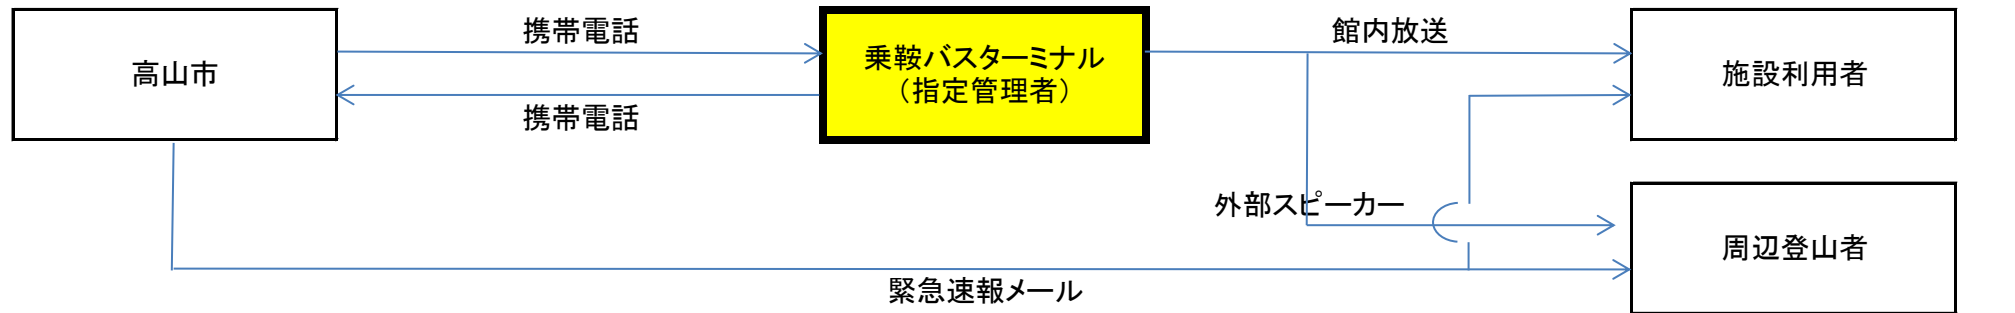 携帯電話
館内放送
高山市
乗鞍バスターミナル
（指定管理者）
施設利用者
携帯電話
外部スピーカー
周辺登山者
緊急速報メール